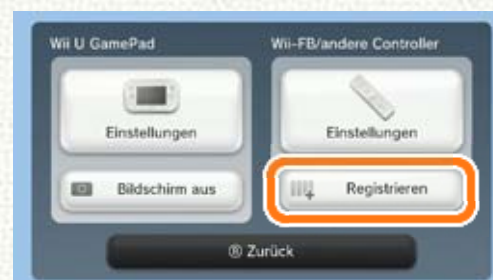 Wii U GamePad
Wii-FB/andere Controller
Einstellungen
Einstellungen
Bildschirm aus
Registrieren
Ⓑ Zurück